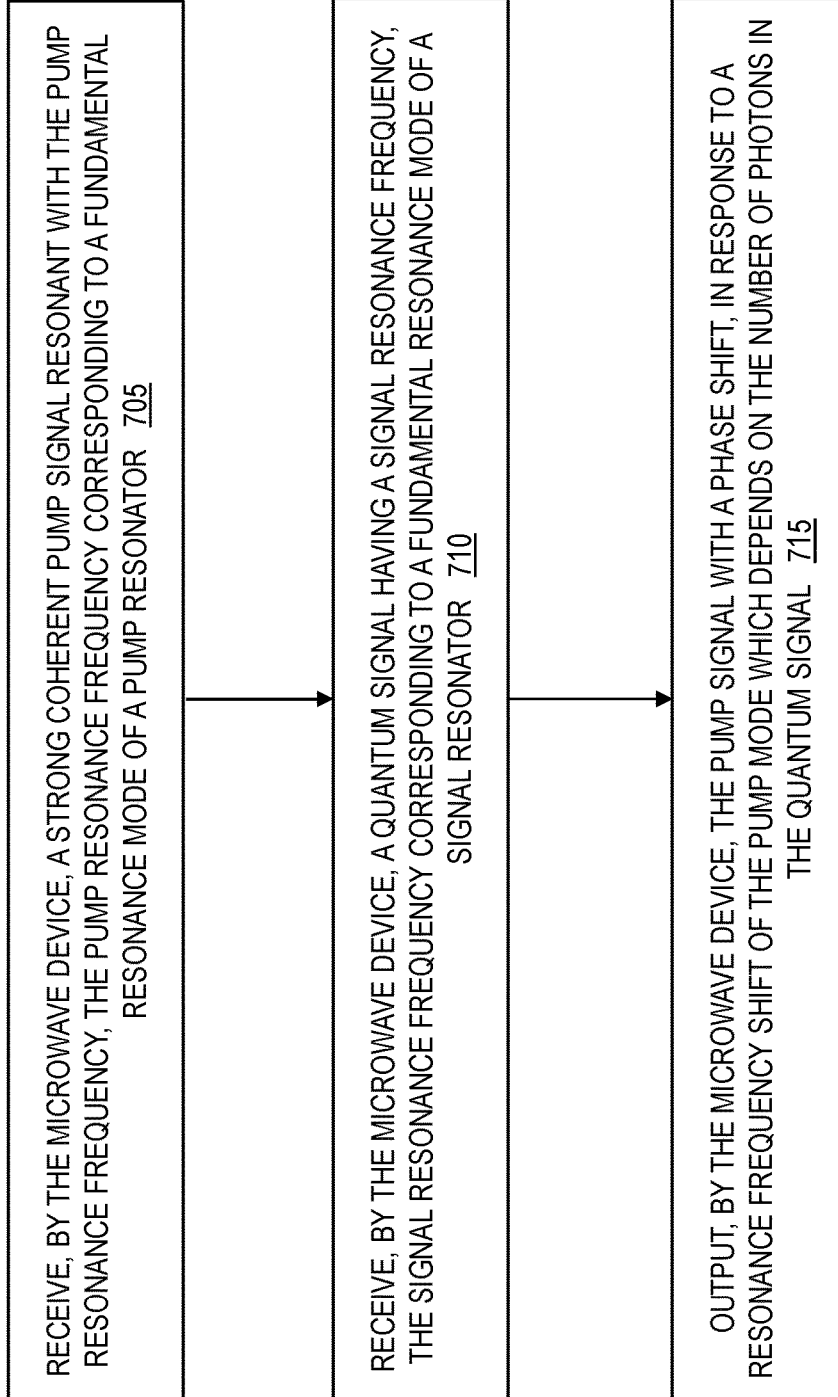 RECEIVE, BY THE MICROWAVE DEVICE, A STRONG COHERENT PUMP SIGNAL RESONANT WITH THE PUMP
RESONANCE FREQUENCY, THE PUMP RESONANCE FREQUENCY CORRESPONDING TO A FUNDAMENTAL
RESONANCE MODE OF A PUMP RESONATOR 705
RECEIVE, BY THE MICROWAVE DEVICE, A QUANTUM SIGNAL HAVING A SIGNAL RESONANCE FREQUENCY,
THE SIGNAL RESONANCE FREQUENCY CORRESPONDING TO A FUNDAMENTAL RESONANCE MODE OF A
SIGNAL RESONATOR 710
OUTPUT, BY THE MICROWAVE DEVICE, THE PUMP SIGNAL WITH A PHASE SHIFT, IN RESPONSE TO A
RESONANCE FREQUENCY SHIFT OF THE PUMP MODE WHICH DEPENDS ON THE NUMBER OF PHOTONS IN
THE QUANTUM SIGNAL 715